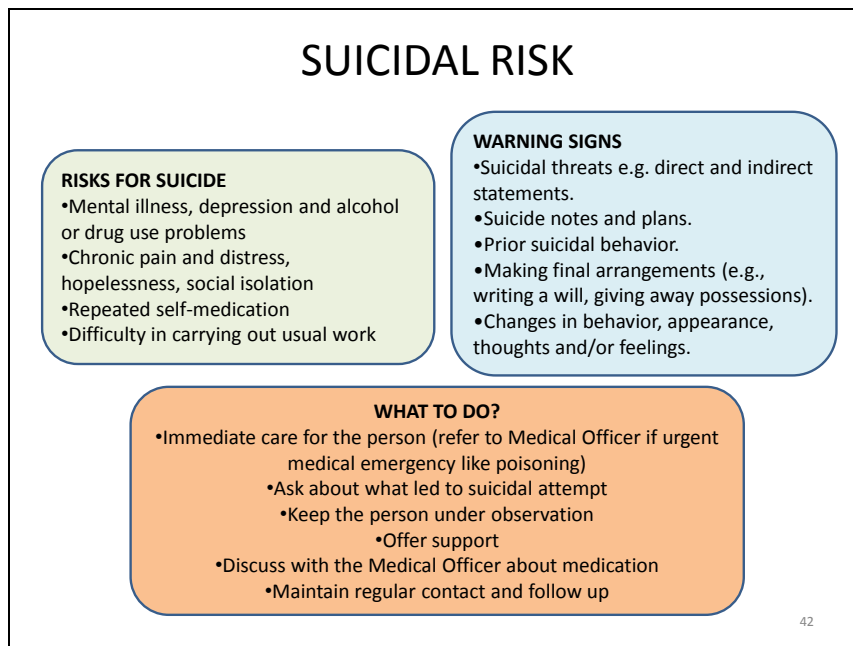 SUICIDAL RISK
RISKS FOR SUICIDE
•Mental illness, depression and alcohol
or drug use problems
•Chronic pain and distress,
hopelessness, social isolation
•Repeated self-medication
•Difficulty in carrying out usual work
WARNING SIGNS
•Suicidal threats e.g. direct and indirect
statements.
•Suicide notes and plans.
•Prior suicidal behavior.
•Making final arrangements (e.g.,
writing a will, giving away possessions).
•Changes in behavior, appearance,
thoughts and/or feelings.
WHAT TO DO?
•Immediate care for the person (refer to Medical Officer if urgent
medical emergency like poisoning)
•Ask about what led to suicidal attempt
•Keep the person under observation
•Offer support
•Discuss with the Medical Officer about medication
•Maintain regular contact and follow up
42